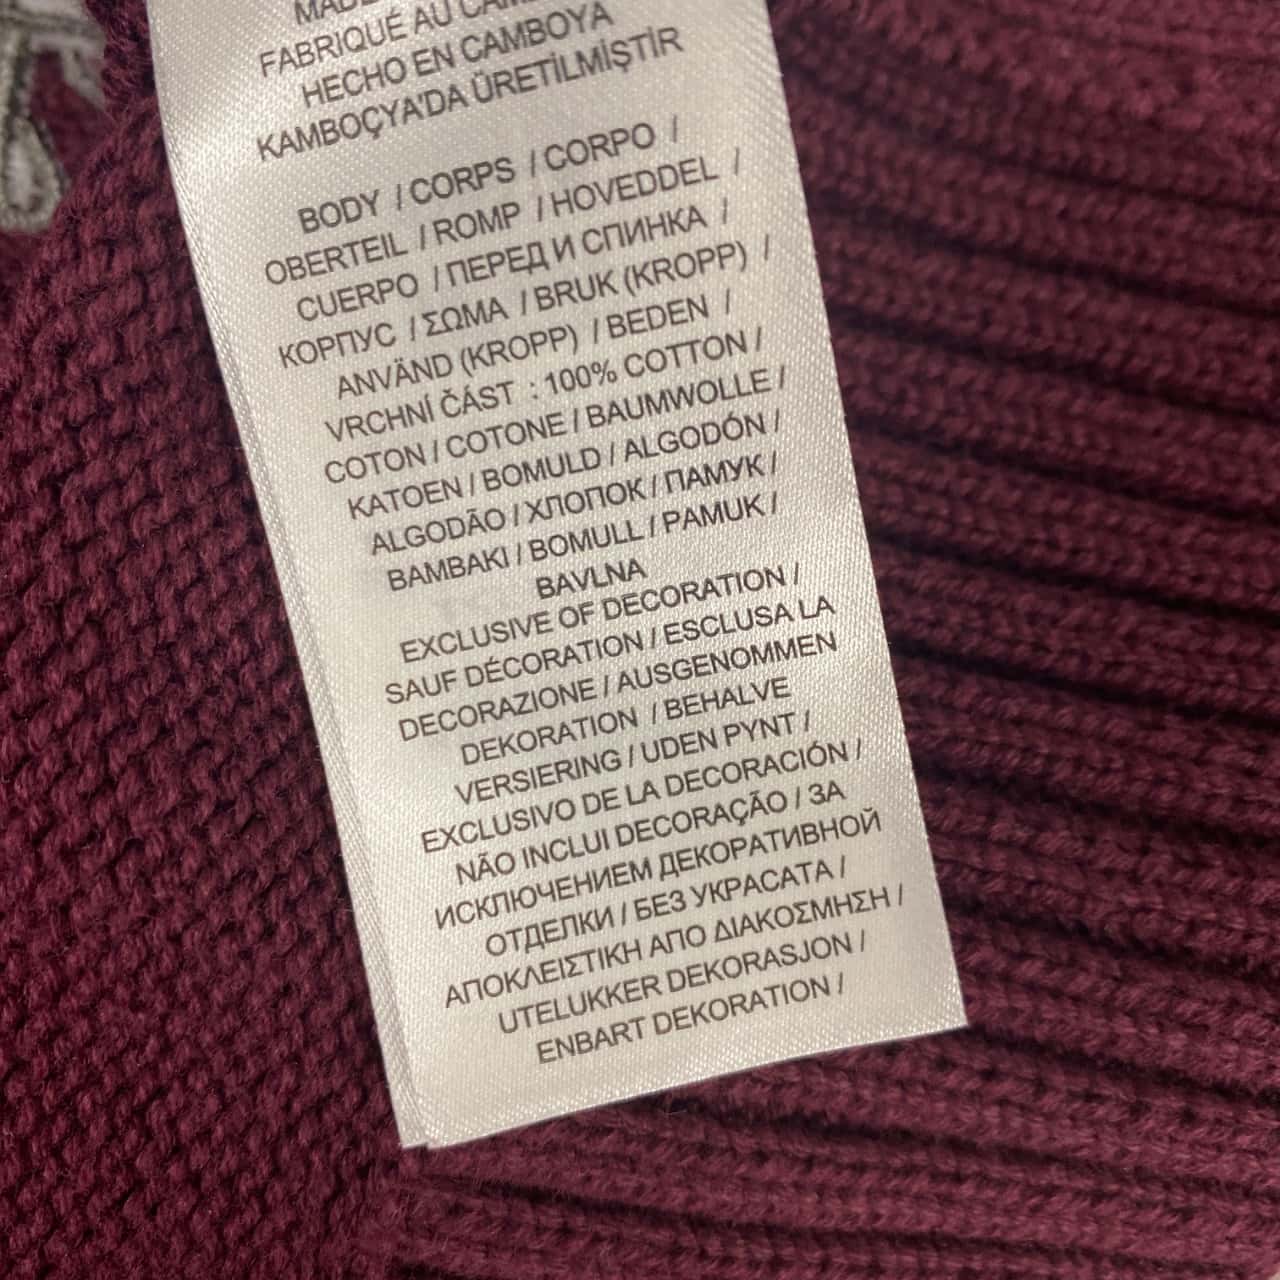 MADE
FABRIQUÉ AU
HECHO EN CAMBOYA
KAMBOÇYA'DA ÜRETİLMİŞTİR
BODY / CORPS / CORPO /
OBERTEIL / ROMP / HOVEDDEL /
CUERPO / ПЕРЕД И СПИНКА /
КОРПУС / ΣΩΜΑ / BRUK (KROPP) /
ANVÄND (KROPP) / BEDEN /
VRCHNÍ ČÁST : 100% COTTON /
COTON / COTONE / BAUMWOLLE /
KATOEN / BOMULD / ALGODÓN /
ALGODÃO / ХЛОПОК / ПАМУК /
BAMBAKI / BOMULL / PAMUK /
BAVLNA
EXCLUSIVE OF DECORATION /
SAUF DÉCORATION / ESCLUSA LA
DECORAZIONE / AUSGENOMMEN
DEKORATION / BEHALVE
VERSIERING / UDEN PYNT /
EXCLUSIVO DE LA DECORACIÓN /
NÃO INCLUI DECORAÇÃO / ЗА
ИСКЛЮЧЕНИЕМ ДЕКОРАТИВНОЙ
ОТДЕЛКИ / БЕЗ УКРАСАТА /
ΑΠΟΚΛΕΙΣΤΙΚΗ ΑΠΟ ΔΙΑΚΟΣΜΗΣΗ /
UTELUKKER DEKORASJON /
ENBART DEKORATION /